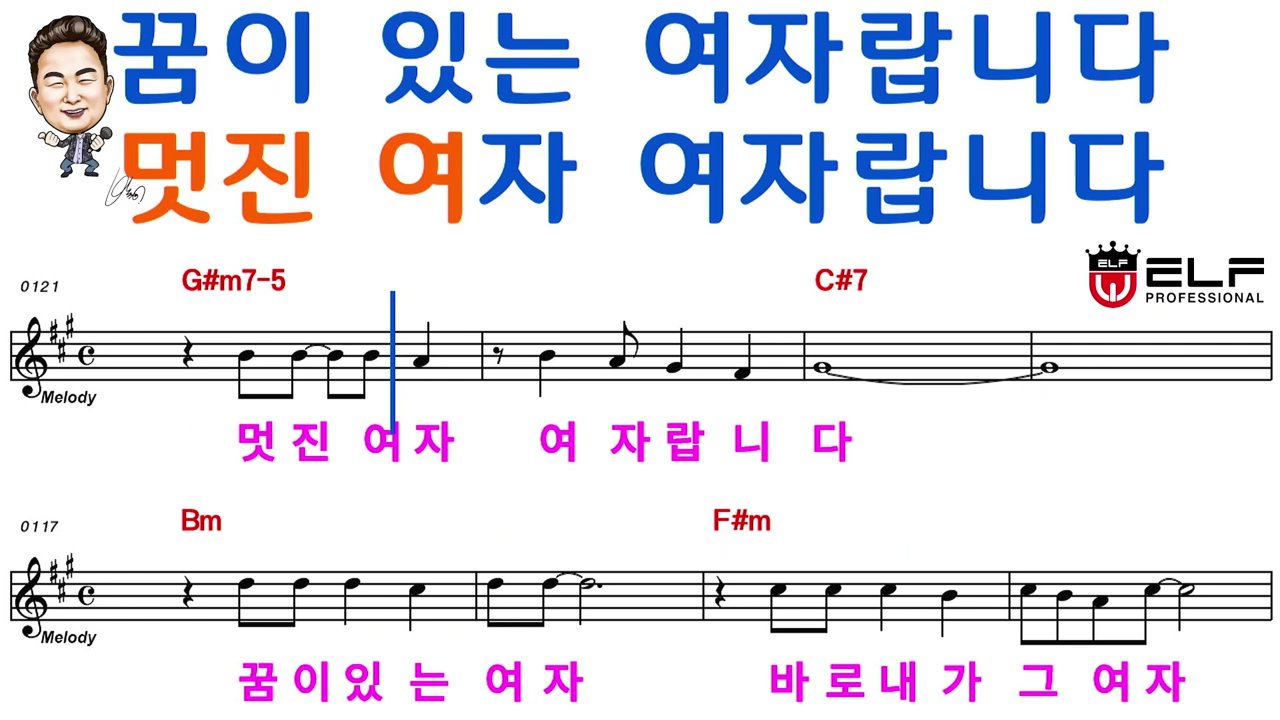 꿈이 있는 여자랍니다
멋진 여자 여자랍니다
ELF
ELF
PROFESSIONAL
0121
G#m7-5
C#7
Melody
멋 진 여 자 여 자 랍 니 다
0117
Bm
F#m
Melody
꿈 이 있 는 여 자 바 로 내 가 그 여 자